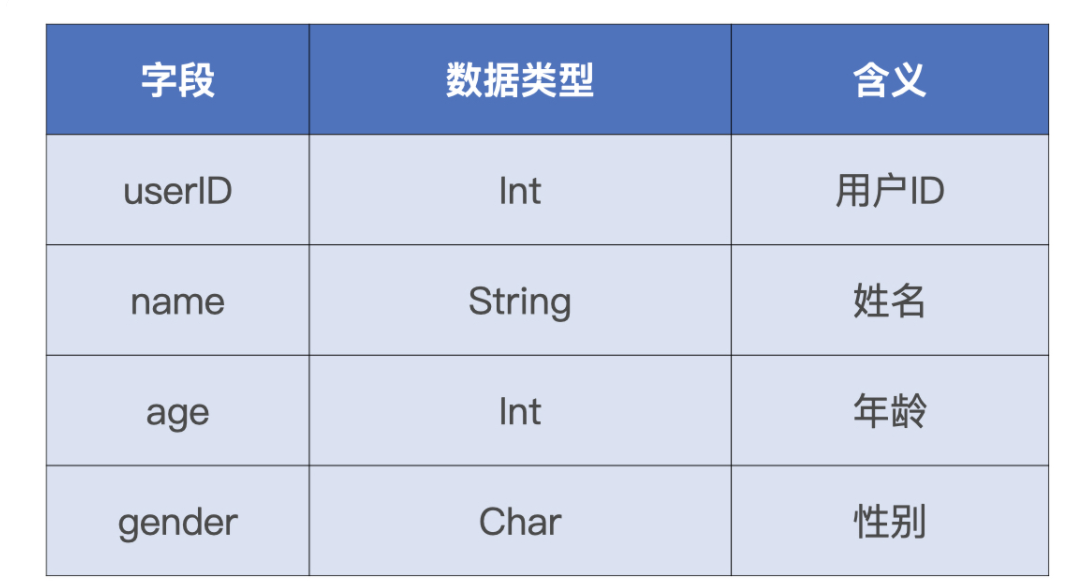 字段 数据类型 含义
userID Int 用户ID
name String 姓名
age Int 年龄
gender Char 性别